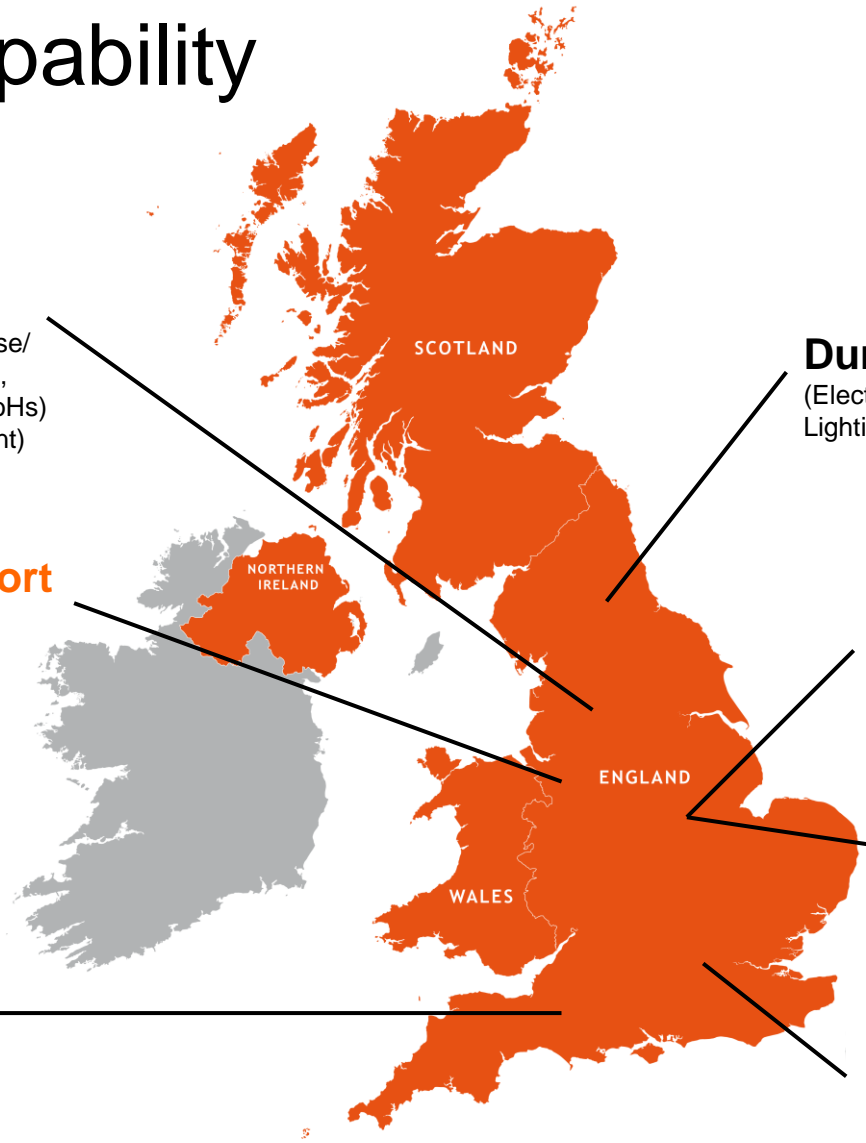 pability
se/
,
oHs)
nt)
ort
SCOTLAND
Dur
(Elect
Lighti
NORTHERN
IRELAND
ENGLAND
WALES